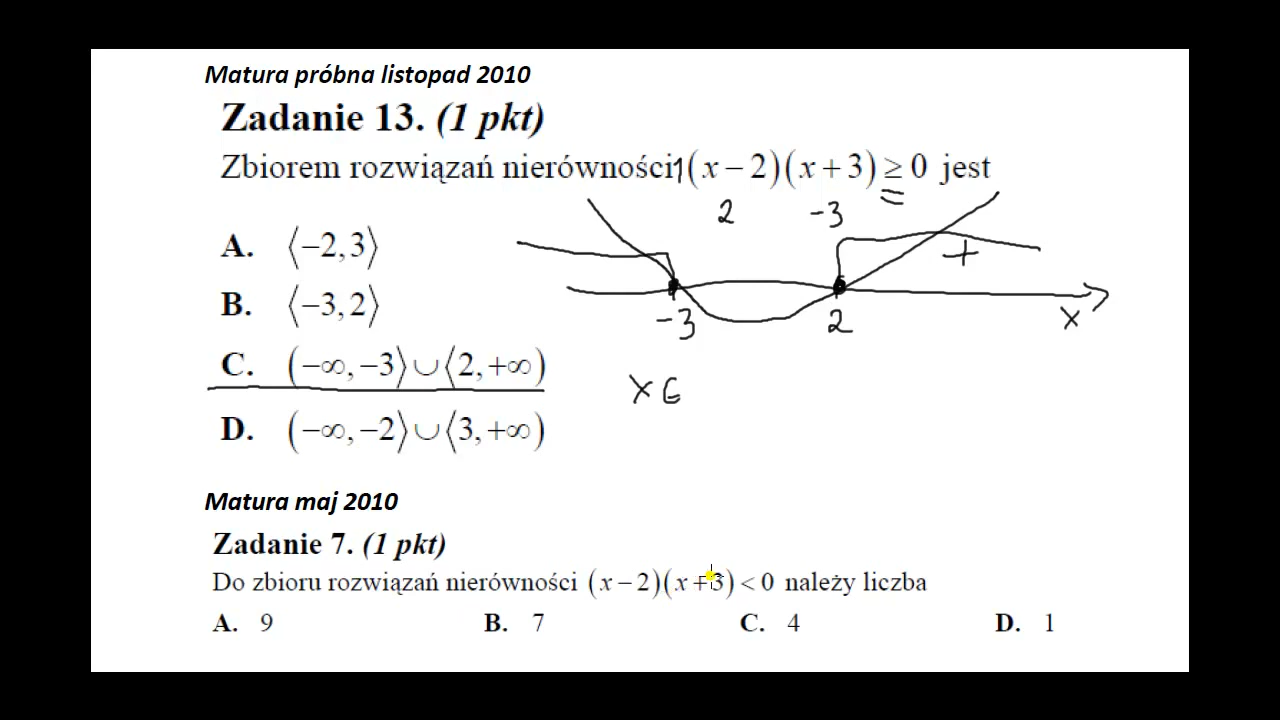 Matura próbna listopad 2010
Zadanie 13. (1 pkt)
Zbiorem rozwiązań nierówności 1(x − 2)(x + 3) ≥ 0 jest
2 -3
A. ⟨−2,3⟩
+
B. ⟨−3,2⟩
-3 2 x
C. (−∞,−3⟩∪⟨2,+∞)
x ∈
D. (−∞,−2⟩∪⟨3,+∞)
Matura maj 2010
Zadanie 7. (1 pkt)
Do zbioru rozwiązań nierówności (x − 2)(x + 3) < 0 należy liczba
A. 9 B. 7 C. 4 D. 1